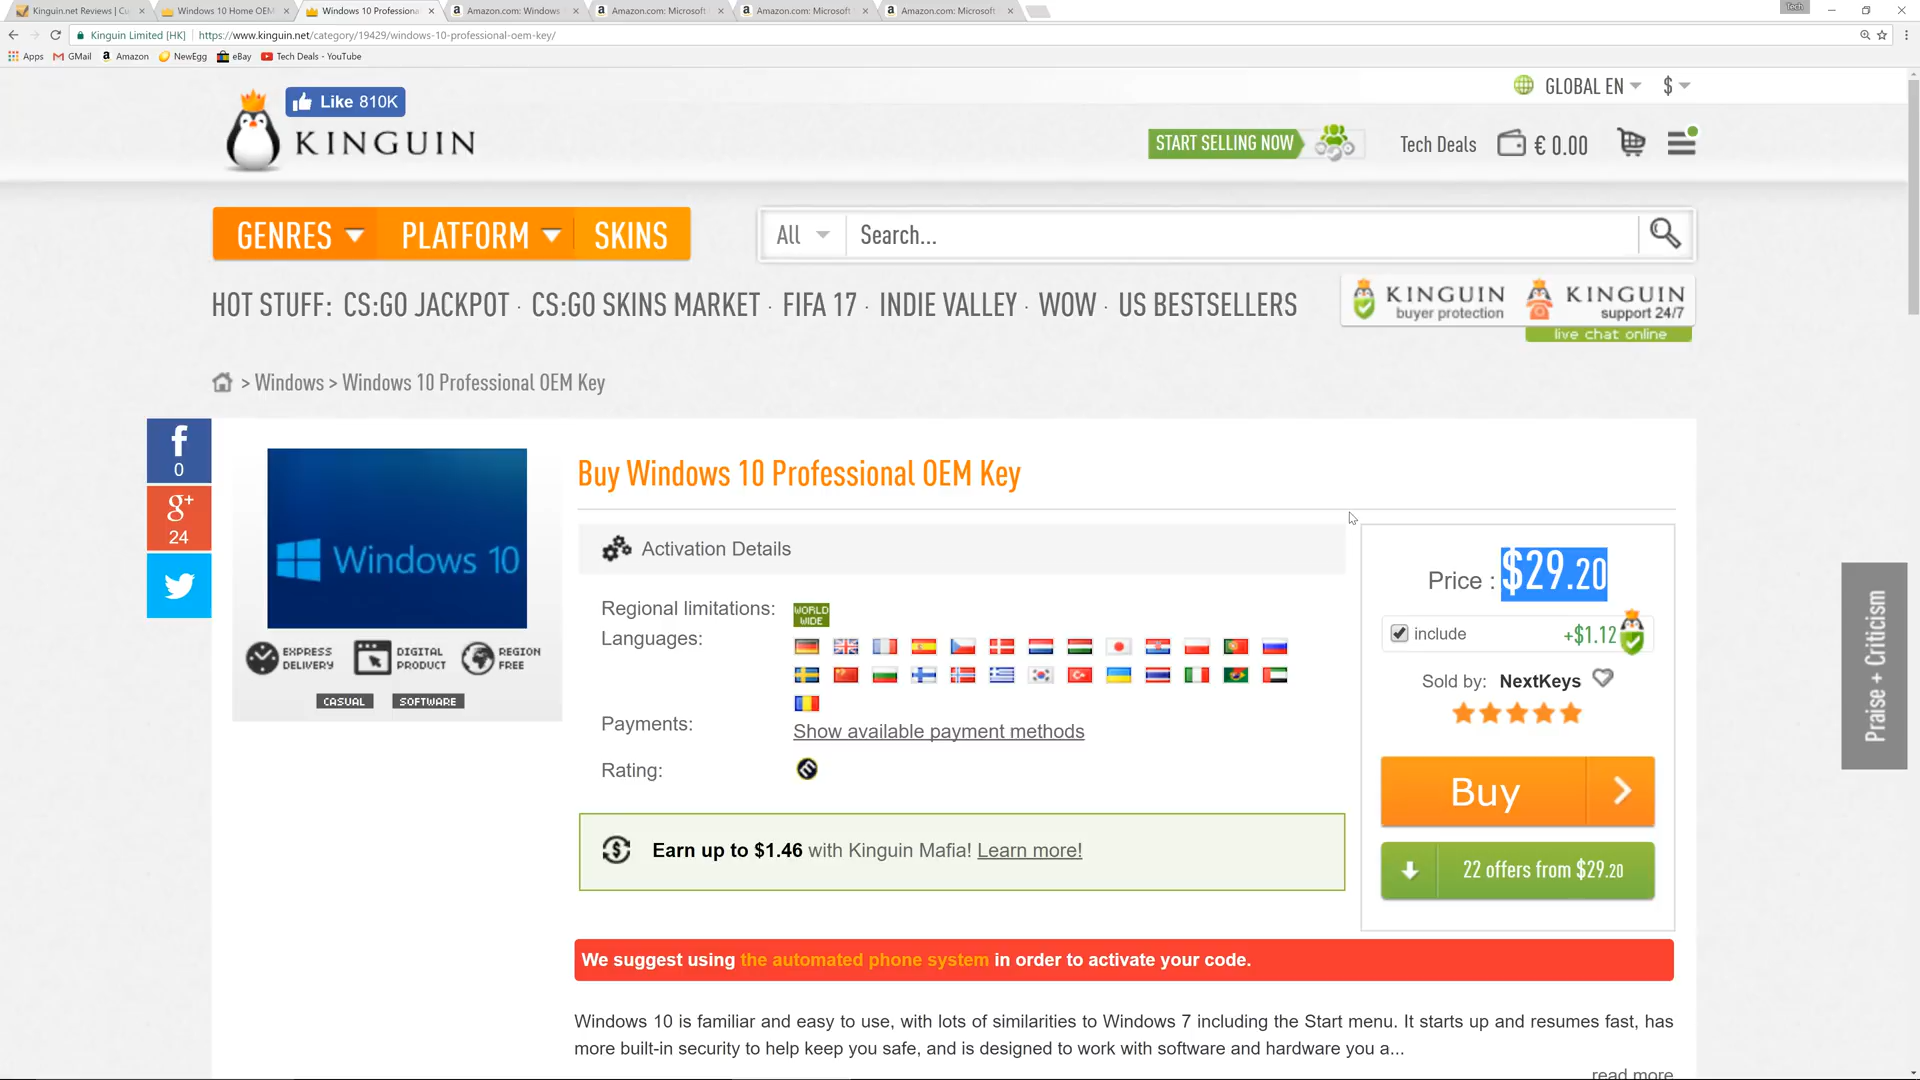 Kinguin.net Reviews | Cu
Windows 10 Home OEM
Windows 10 Professiona
Amazon.com: Windows
Amazon.com: Microsoft
Amazon.com: Microsoft
Amazon.com: Microsoft
Tech
Kinguin Limited [HK] | https://www.kinguin.net/category/19429/windows-10-professional-oem-key/
Apps GMail Amazon NewEgg eBay Tech Deals - YouTube
GLOBAL EN $
Like 810K
KINGUIN
START SELLING NOW
Tech Deals € 0.00
GENRES PLATFORM SKINS
All Search...
HOT STUFF: CS:GO JACKPOT · CS:GO SKINS MARKET · FIFA 17 · INDIE VALLEY · WOW · US BESTSELLERS
KINGUIN
buyer protection
KINGUIN
support 24/7
live chat online
> Windows > Windows 10 Professional OEM Key
f
0
g+
24
Windows 10
EXPRESS DELIVERY
DIGITAL PRODUCT
REGION FREE
CASUAL SOFTWARE
Buy Windows 10 Professional OEM Key
Activation Details
Regional limitations: WORLD WIDE
Languages:
Payments: Show available payment methods
Rating:
Earn up to $1.46 with Kinguin Mafia! Learn more!
Price : $29.20
include +$1.12
Sold by: NextKeys
Buy
22 offers from $29.20
Praise + Criticism
We suggest using the automated phone system in order to activate your code.
Windows 10 is familiar and easy to use, with lots of similarities to Windows 7 including the Start menu. It starts up and resumes fast, has
more built-in security to help keep you safe, and is designed to work with software and hardware you a...
read more